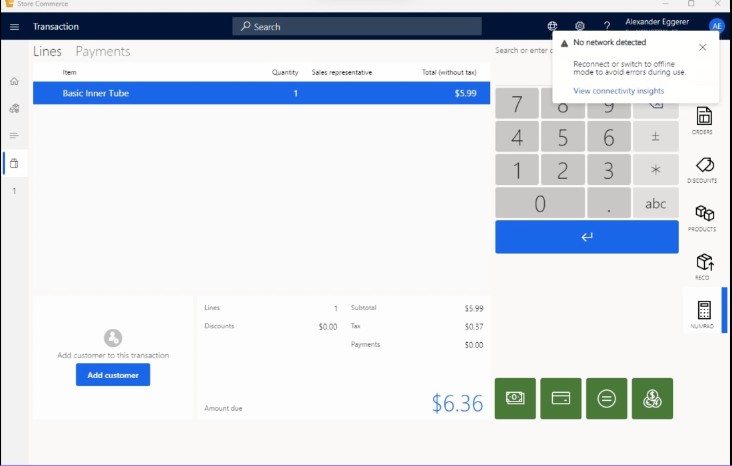 Store Commerce
Transaction
Search
?
Alexander Eggerer
AE
Lines Payments
Search or enter
No network detected
Reconnect or switch to offline
mode to avoid errors during use.
View connectivity insights
Item Quantity Sales representative Total (without tax)
Basic Inner Tube 1 $5.99
7 8 9
4 5 6 ±
1 2 3 *
0 . abc
1
ORDERS
DISCOUNTS
PRODUCTS
RECO
NUMPAD
Add customer to this transaction
Add customer
Lines 1 Subtotal $5.99
Discounts $0.00 Tax $0.37
Payments $0.00
Amount due $6.36